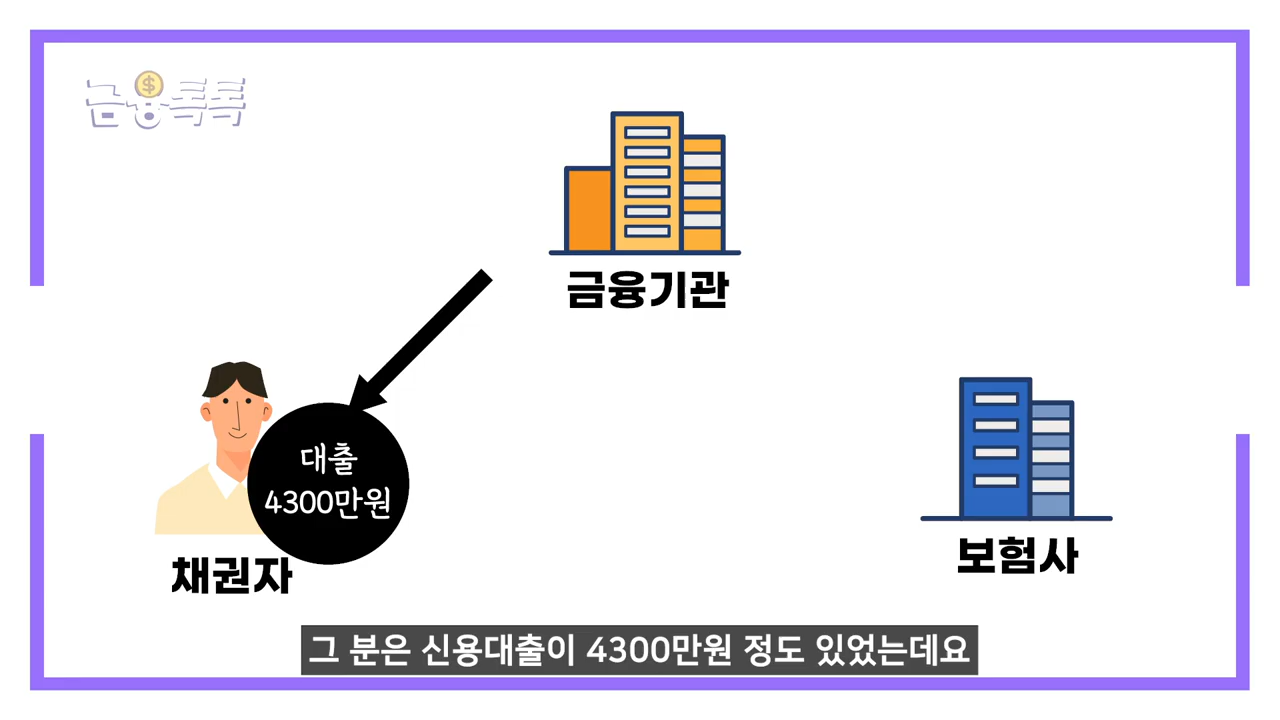 금융톡톡
금융기관
대출
4300만원
채권자
보험사
그 분은 신용대출이 4300만원 정도 있었는데요